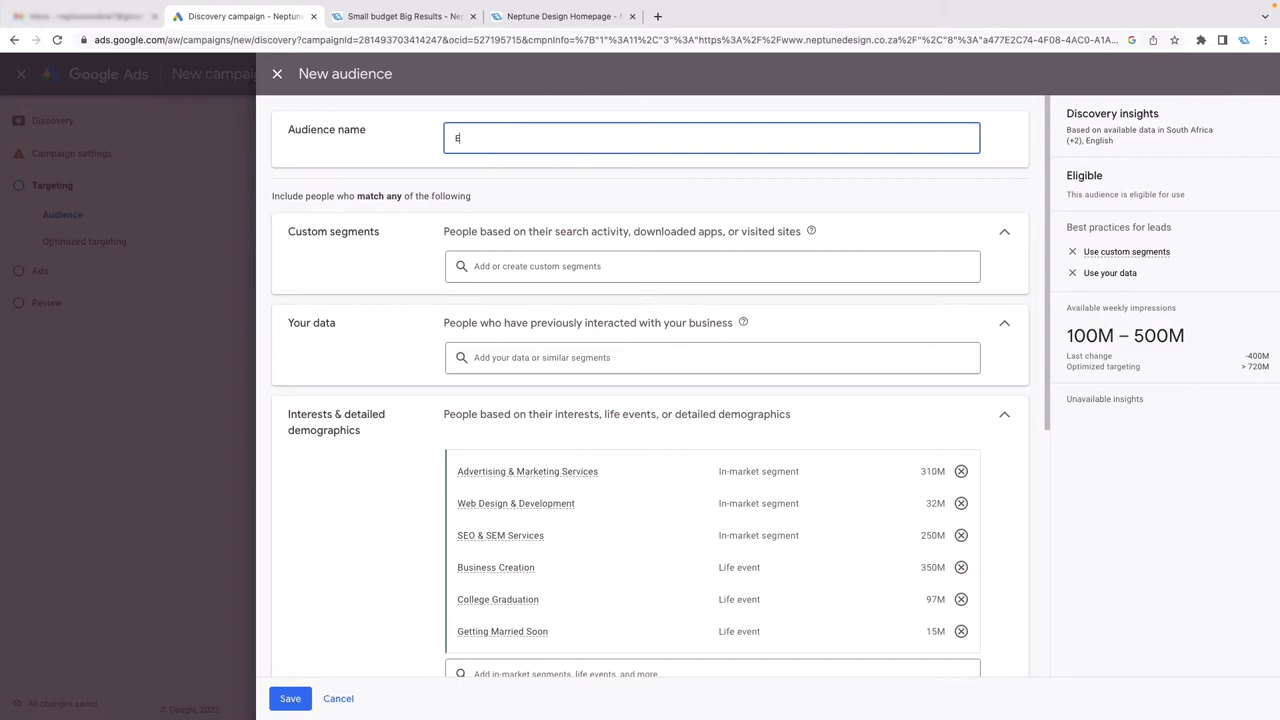 Discovery campaign - Neptun
Small budget Big Results - Ne
Neptune Design Homepage - N
ads.google.com/aw/campaigns/new/discovery?campaignId=281493703414247&ocid=527195715&cmpnInfo=%7B"1"%3A11%2C"3"%3A"https%3A%2F%2Fwww.neptunedesign.co.za%2F"%2C"8"%3A"a477E2C74-4F08-4AC0-A1A...
Google Ads
New campai
New audience
Discovery
Campaign settings
Targeting
Audience
Optimized targeting
Ads
Review
All changes saved
© Google, 2022
Audience name
E
Include people who match any of the following
Custom segments
People based on their search activity, downloaded apps, or visited sites
Add or create custom segments
Your data
People who have previously interacted with your business
Add your data or similar segments
Interests & detailed
demographics
People based on their interests, life events, or detailed demographics
Advertising & Marketing Services In-market segment 310M
Web Design & Development In-market segment 32M
SEO & SEM Services In-market segment 250M
Business Creation Life event 350M
College Graduation Life event 97M
Getting Married Soon Life event 15M
Add in-market segments, life events, and more
Save
Cancel
Discovery insights
Based on available data in South Africa
(+2), English
Eligible
This audience is eligible for use
Best practices for leads
Use custom segments
Use your data
Available weekly impressions
100M – 500M
Last change -400M
Optimized targeting > 720M
Unavailable insights